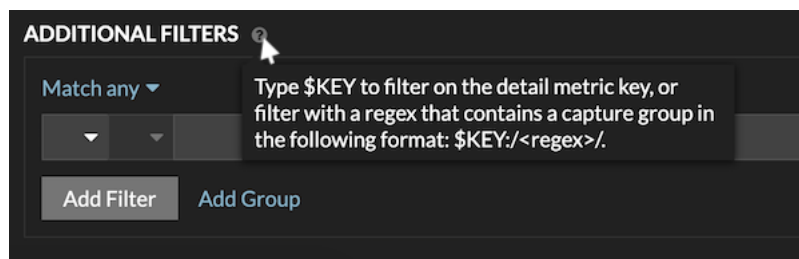 ADDITIONAL FILTERS ?
Match any
Type $KEY to filter on the detail metric key, or
filter with a regex that contains a capture group in
the following format: $KEY:/<regex>/.
Add Filter Add Group